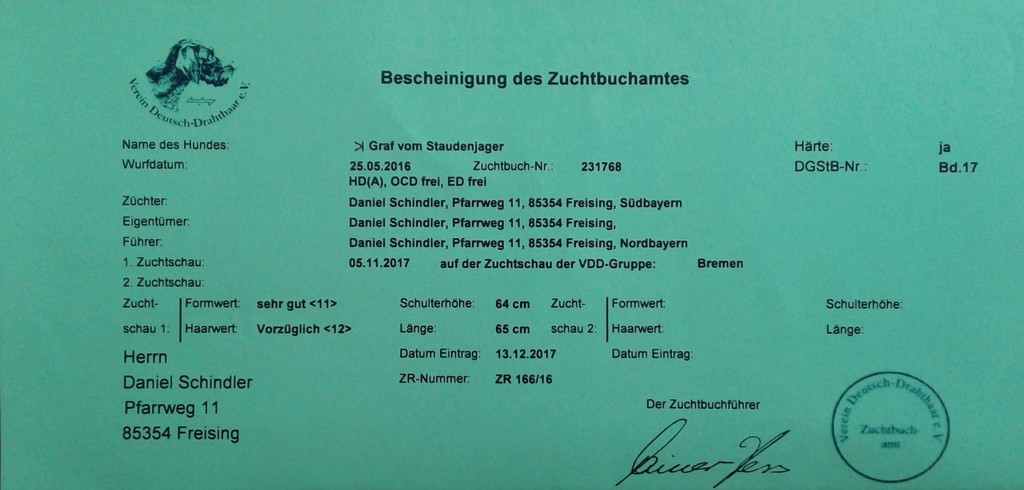 Bescheinigung des Zuchtbuchamtes
Verein Deutsch-Drahthaar e.V.
Name des Hundes: Graf vom Staudenjager Härte: ja
Wurfdatum: 25.05.2016 Zuchtbuch-Nr.: 231768 DGStB-Nr.: Bd.17
HD(A), OCD frei, ED frei
Züchter: Daniel Schindler, Pfarrweg 11, 85354 Freising, Südbayern
Eigentümer: Daniel Schindler, Pfarrweg 11, 85354 Freising,
Führer: Daniel Schindler, Pfarrweg 11, 85354 Freising, Nordbayern
1. Zuchtschau: 05.11.2017 auf der Zuchtschau der VDD-Gruppe: Bremen
2. Zuchtschau:
Zucht- Formwert: sehr gut <11> Schulterhöhe: 64 cm Zucht- Formwert: Schulterhöhe:
schau 1: Haarwert: Vorzüglich <12> Länge: 65 cm schau 2: Haarwert: Länge:
Herrn Datum Eintrag: 13.12.2017 Datum Eintrag:
Daniel Schindler ZR-Nummer: ZR 166/16
Pfarrweg 11 Der Zuchtbuchführer
85354 Freising
Rainer Hess
Verein Deutsch-Drahthaar e.V.
Zuchtbuch-
amt